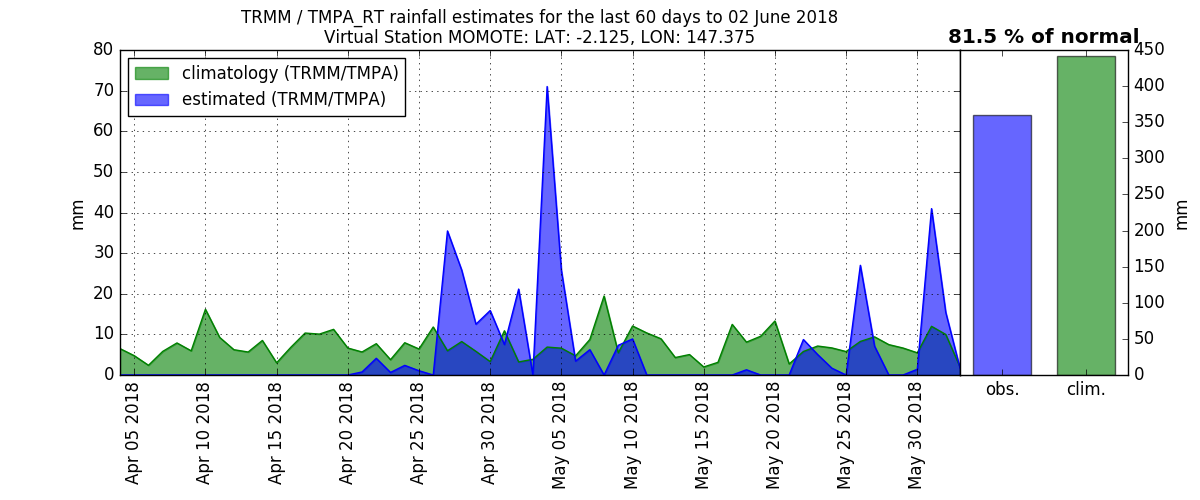 TRMM / TMPA_RT rainfall estimates for the last 60 days to 02 June 2018
Virtual Station MOMOTE: LAT: -2.125, LON: 147.375
81.5 % of normal
climatology (TRMM/TMPA)
estimated (TRMM/TMPA)
mm
80
70
60
50
40
30
20
10
0
Apr 05 2018
Apr 10 2018
Apr 15 2018
Apr 20 2018
Apr 25 2018
Apr 30 2018
May 05 2018
May 10 2018
May 15 2018
May 20 2018
May 25 2018
May 30 2018
obs.
clim.
450
400
350
300
250
200
150
100
50
0
mm